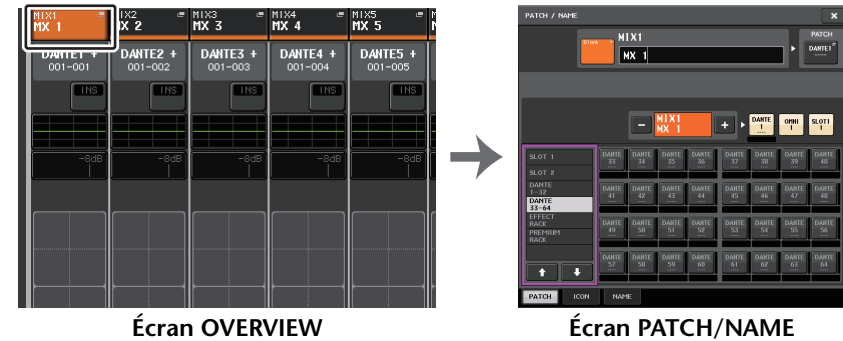 MIX1 IX2 MIX3 MIX4 MIX5
MX 1 X 2 MX 3 MX 4 MX 5
DANTE1 + DANTE2 + DANTE3 + DANTE4 + DANTE5 +
001-001 001-002 001-003 001-004 001-005
INS INS INS INS INS
-8dB -8dB -8dB -8dB
Écran OVERVIEW
PATCH / NAME
Blank MIX1 PATCH
MX 1 DANTE1
----
MIX1 DANTE OMNI SLOT1
- MX 1 + 1 1 1
SLOT 1
SLOT 2
DANTE
1-32
DANTE
33-64
EFFECT
RACK
PREMIUM
RACK
DANTE DANTE DANTE DANTE DANTE DANTE DANTE DANTE
33 34 35 36 37 38 39 40
DANTE DANTE DANTE DANTE DANTE DANTE DANTE DANTE
41 42 43 44 45 46 47 48
DANTE DANTE DANTE DANTE DANTE DANTE DANTE DANTE
49 50 51 52 53 54 55 56
DANTE DANTE DANTE DANTE DANTE DANTE DANTE DANTE
57 58 59 60 61 62 63 64
PATCH ICON NAME
Écran PATCH/NAME